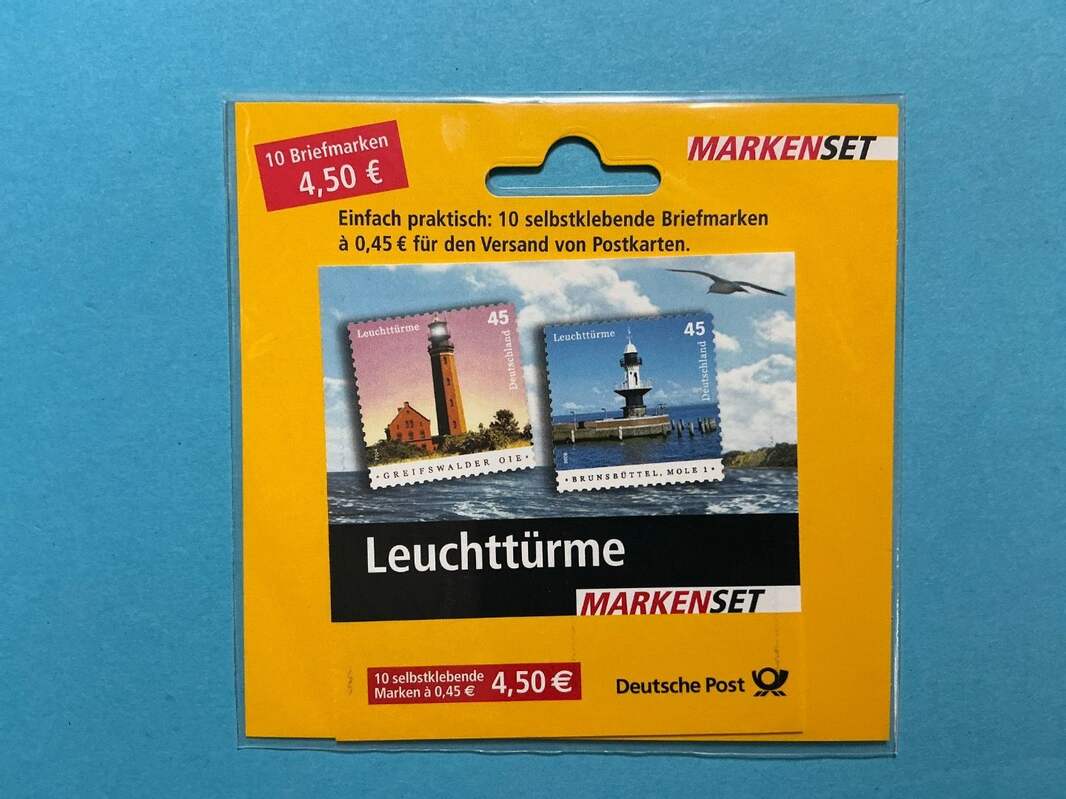 10 Briefmarken
4,50 €
MARKENSET
Einfach praktisch: 10 selbstklebende Briefmarken
à 0,45 € für den Versand von Postkarten.
Leuchttürme
45
Deutschland
· GREIFSWALDER OIE ·
Leuchttürme
45
Deutschland
· BRUNSBÜTTEL, MOLE 1 ·
Leuchttürme
MARKENSET
10 selbstklebende
Marken à 0,45 €
4,50 €
Deutsche Post